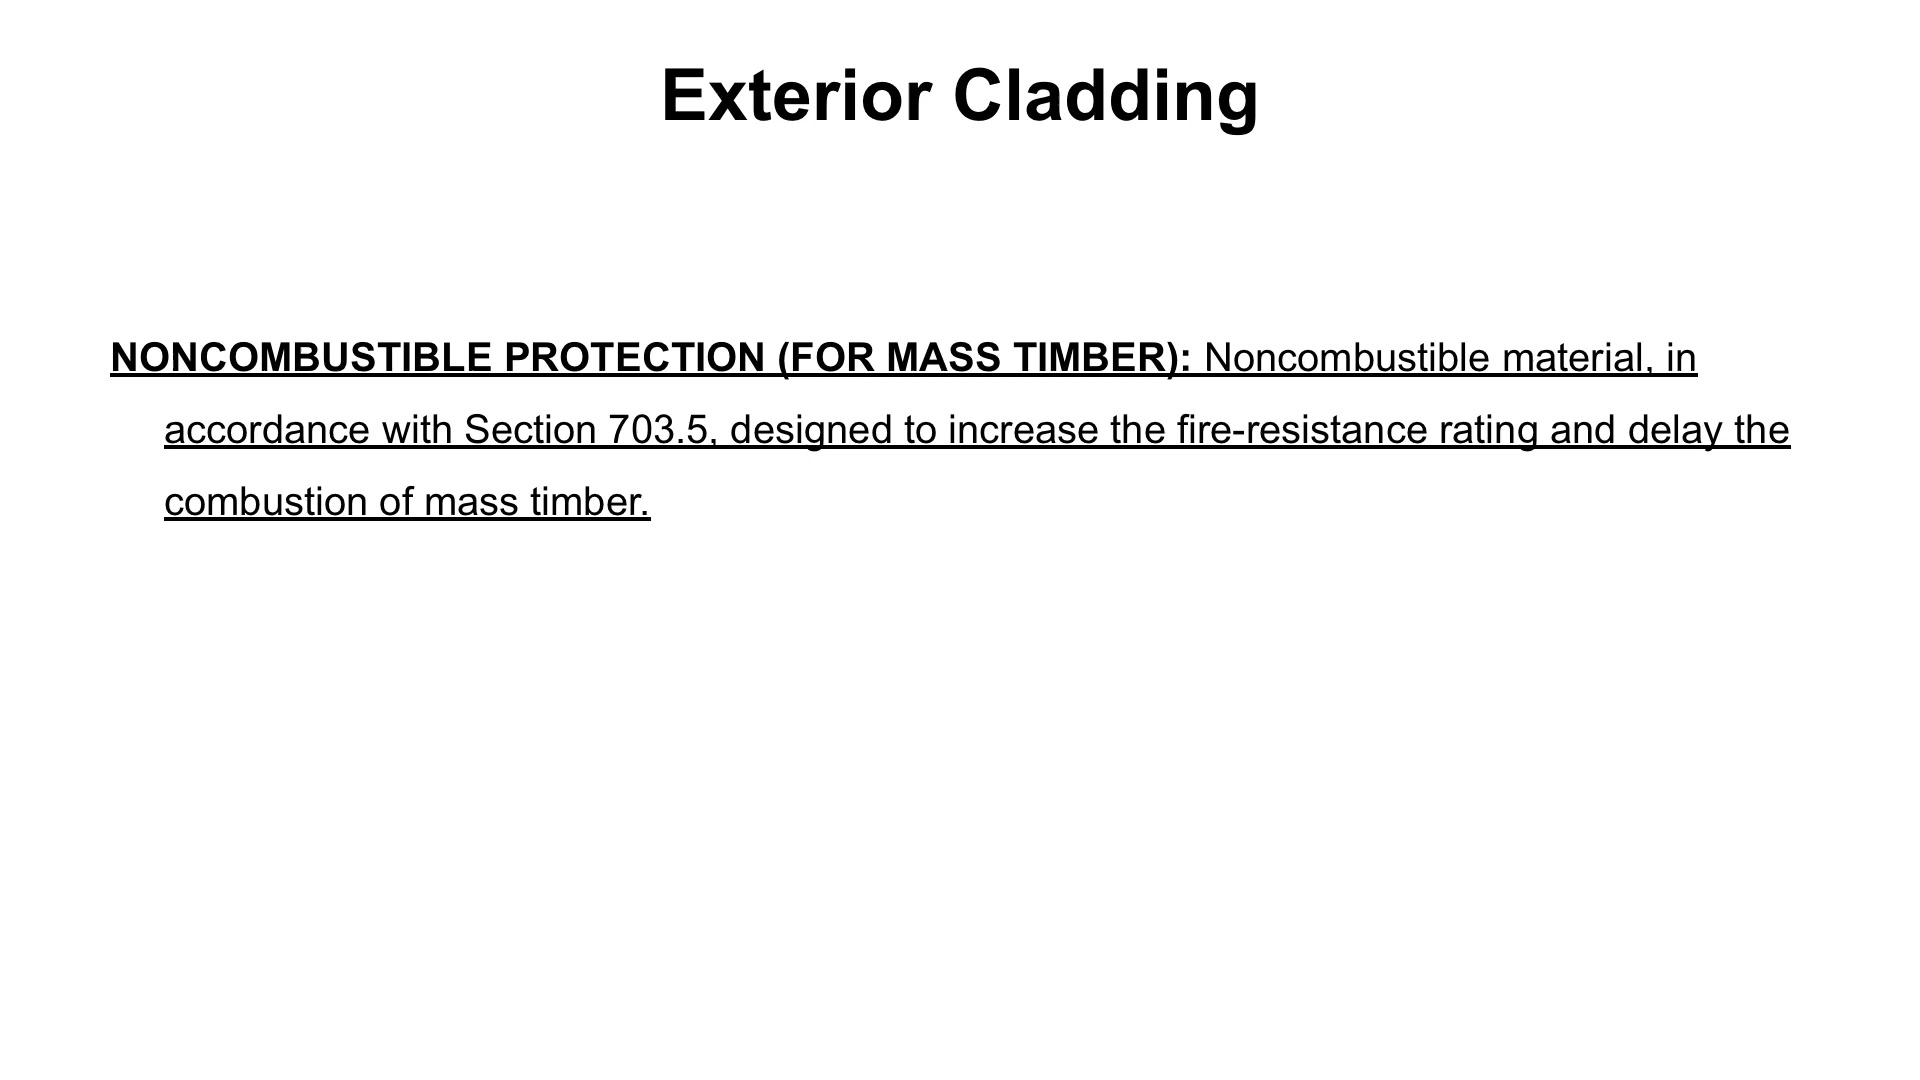 Exterior Cladding
NONCOMBUSTIBLE PROTECTION (FOR MASS TIMBER): Noncombustible material, in
accordance with Section 703.5, designed to increase the fire-resistance rating and delay the
combustion of mass timber.